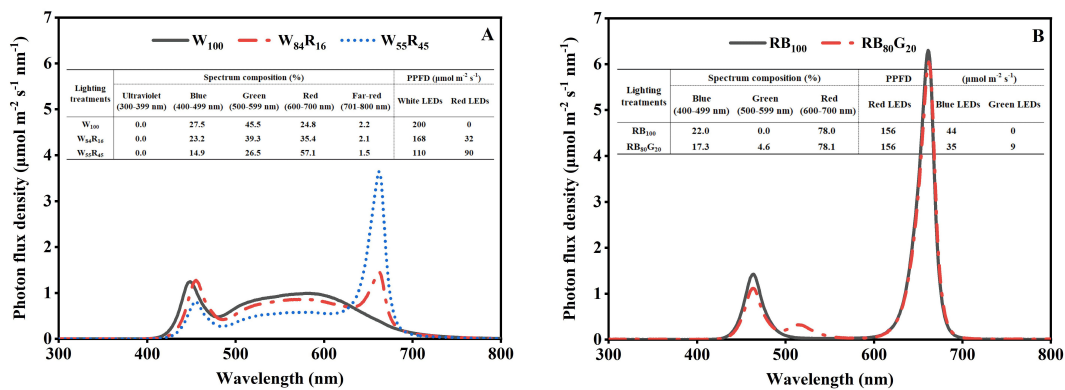 A
W100 W84R16 W55R45
Lighting treatments Spectrum composition (%) PPFD (μmol m-2 s-1)
Ultraviolet (300-399 nm) Blue (400-499 nm) Green (500-599 nm) Red (600-700 nm) Far-red (701-800 nm) White LEDs Red LEDs
W100 0.0 27.5 45.5 24.8 2.2 200 0
W84R16 0.0 23.2 39.3 35.4 2.1 168 32
W55R45 0.0 14.9 26.5 57.1 1.5 110 90
Photon flux density (μmol m-2 s-1 nm-1)
7
6
5
4
3
2
1
0
300 400 500 600 700 800
Wavelength (nm)
B
RB100 RB80G20
Lighting treatments Spectrum composition (%) PPFD (μmol m-2 s-1)
Blue (400-499 nm) Green (500-599 nm) Red (600-700 nm) Red LEDs Blue LEDs Green LEDs
RB100 22.0 0.0 78.0 156 44 0
RB80G20 17.3 4.6 78.1 156 35 9
Photon flux density (μmol m-2 s-1 nm-1)
7
6
5
4
3
2
1
0
300 400 500 600 700 800
Wavelength (nm)